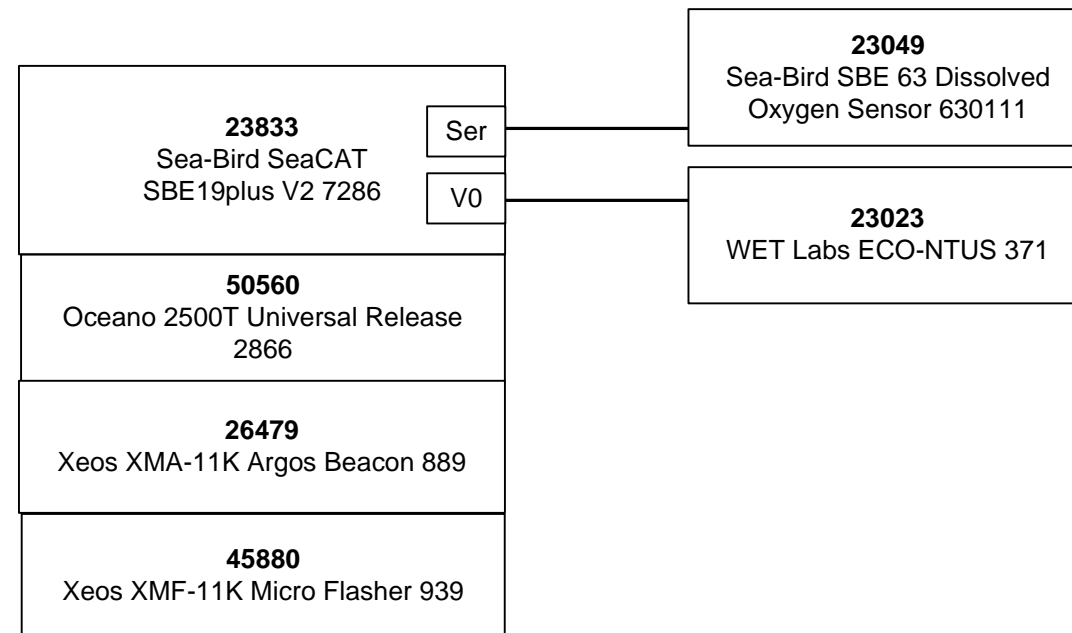 23833
Sea-Bird SeaCAT
SBE19plus V2 7286
Ser
V0
23049
Sea-Bird SBE 63 Dissolved
Oxygen Sensor 630111
23023
WET Labs ECO-NTUS 371
50560
Oceano 2500T Universal Release
2866
26479
Xeos XMA-11K Argos Beacon 889
45880
Xeos XMF-11K Micro Flasher 939